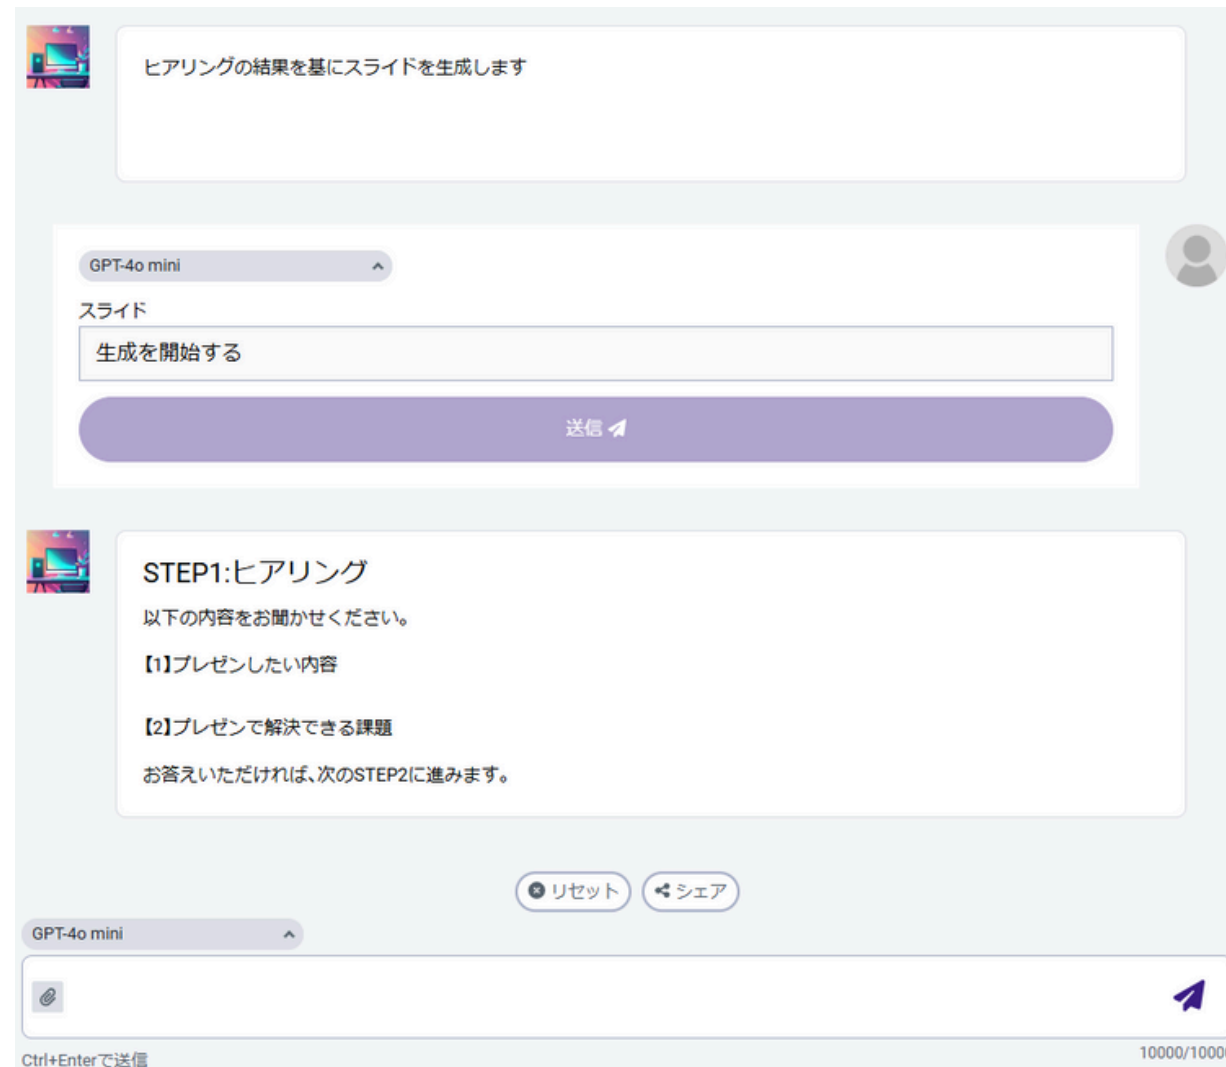 ヒアリングの結果を基にスライドを生成します
GPT-4o mini
スライド
生成を開始する
送信
STEP1:ヒアリング
以下の内容をお聞かせください。
【1】プレゼンしたい内容
【2】プレゼンで解決できる課題
お答えいただければ、次のSTEP2に進みます。
リセット シェア
GPT-4o mini
Ctrl+Enterで送信
10000/1000